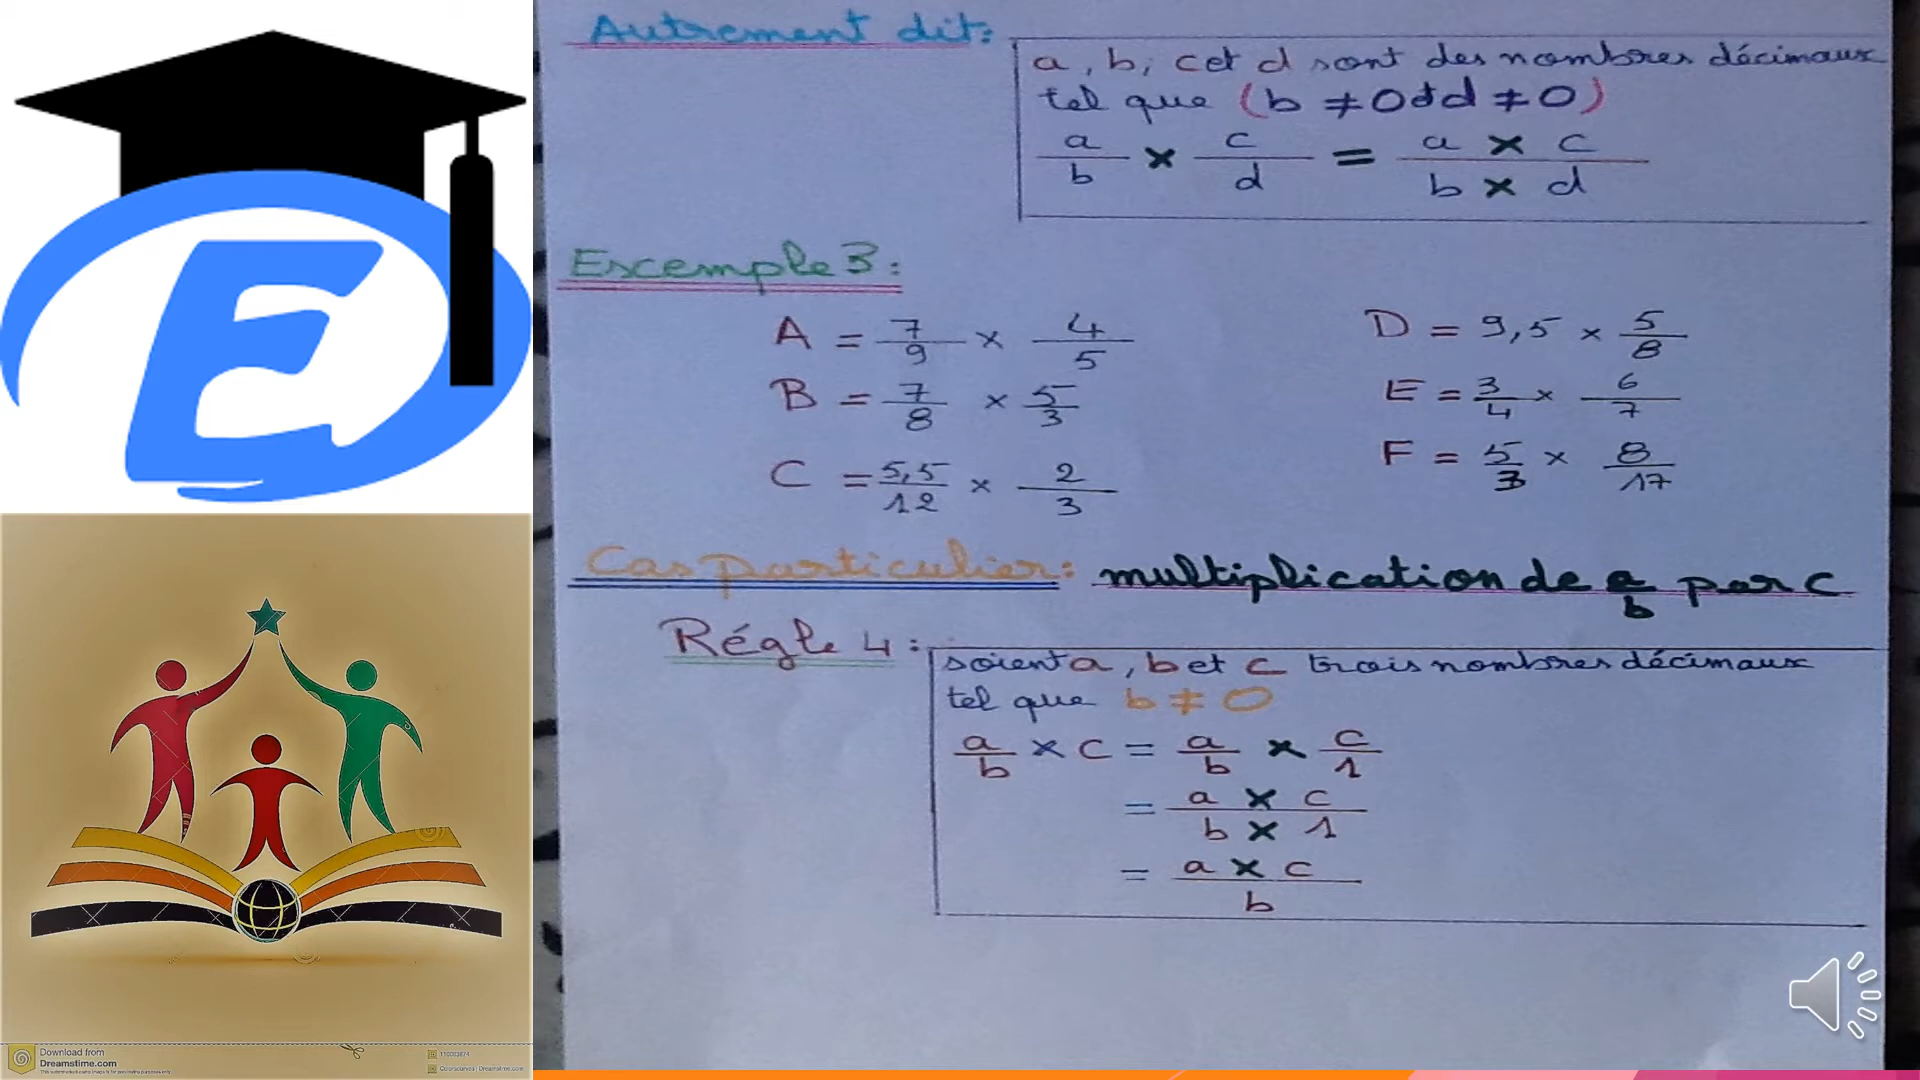 Autrement dit:
a, b, c et d sont des nombres décimaux
tel que (b ≠ 0 et d ≠ 0)
a/b × c/d = a × c / b × d
Exemple 3:
A = 7/9 × 4/5
B = 7/8 × 5/3
C = 5,5/12 × 2/3
D = 9,5 × 5/8
E = 3/4 × 6/7
F = 5/3 × 8/17
Cas particulier: multiplication de a/b par c
Régle 4:
soient a, b et c trois nombres décimaux
tel que b ≠ 0
a/b × c = a/b × c/1
= a × c / b × 1
= a × c / b
E
Download from
Dreamstime.com